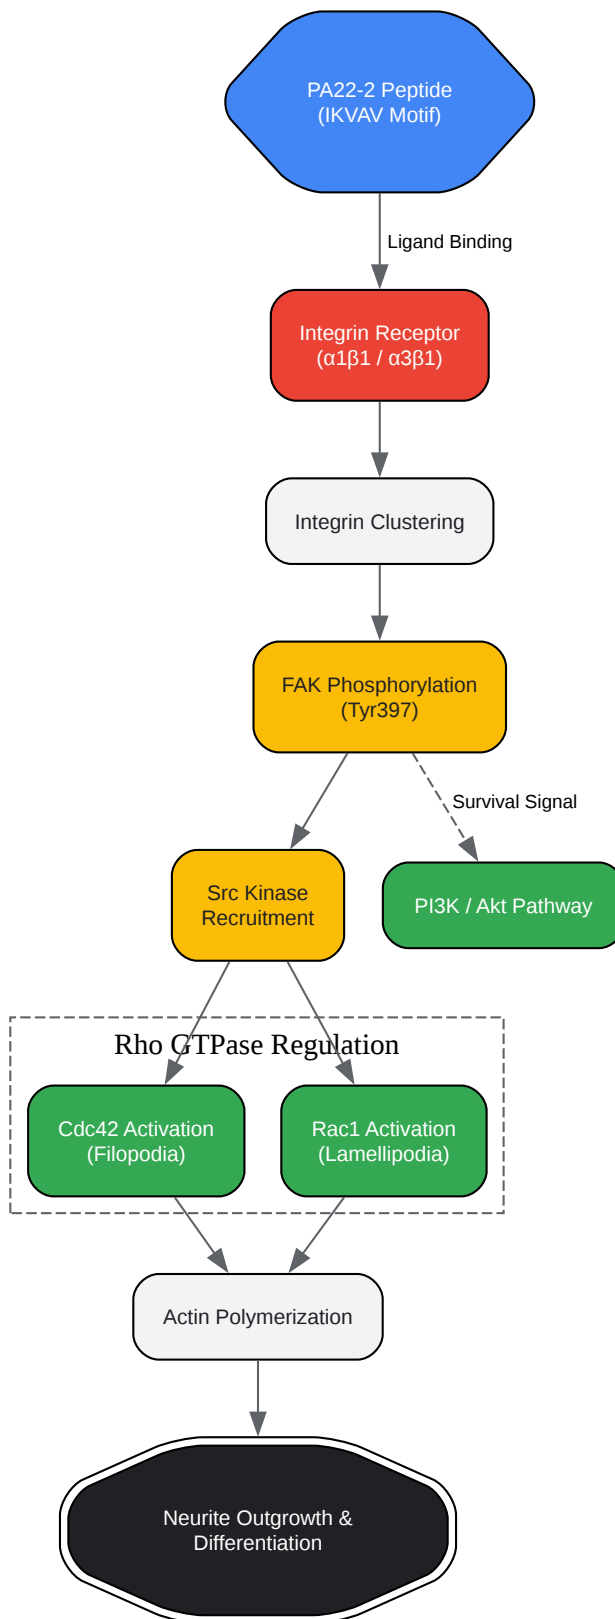 PA22-2 Peptide
(IKVAV Motif)
Ligand Binding
Integrin Receptor
(α1β1 / α3β1)
Integrin Clustering
FAK Phosphorylation
(Tyr397)
Survival Signal
Src Kinase
Recruitment
PI3K / Akt Pathway
Rho GTPase Regulation
Cdc42 Activation
(Filopodia)
Rac1 Activation
(Lamellipodia)
Actin Polymerization
Neurite Outgrowth &
Differentiation